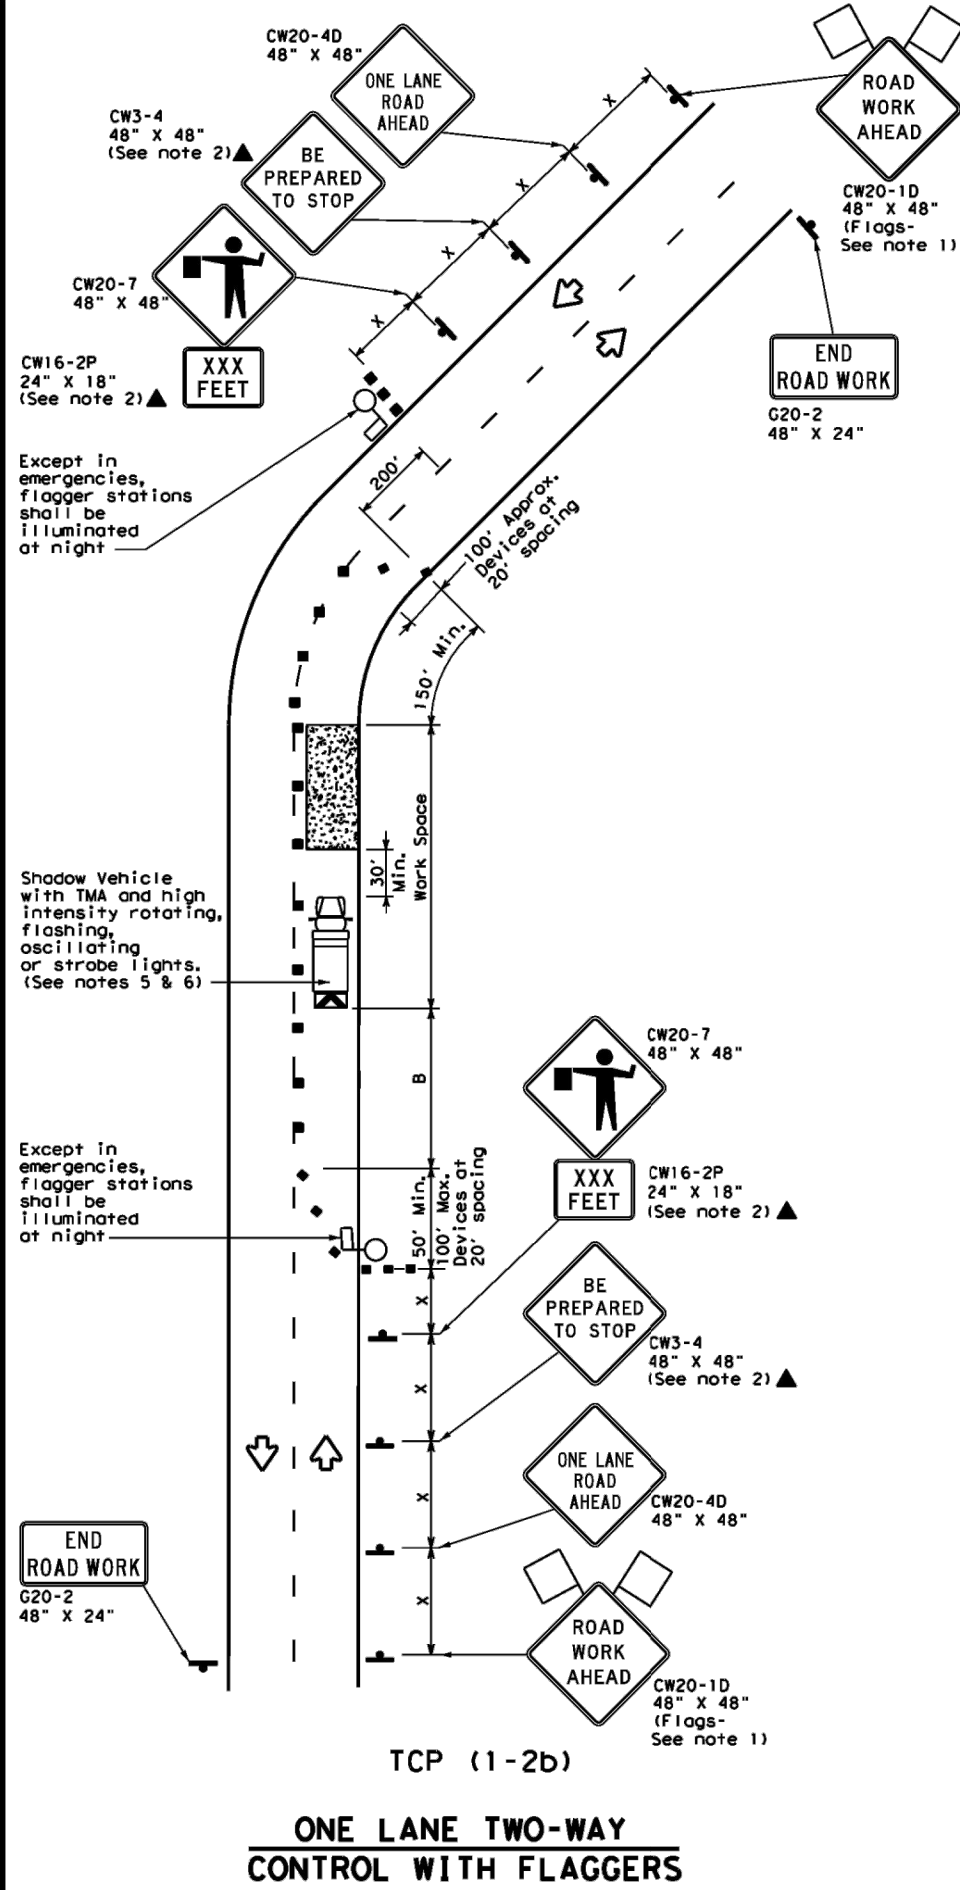 CW20-4D
48" X 48"
ONE LANE
ROAD
AHEAD
X
ROAD
WORK
AHEAD
CW3-4
48" X 48"
(See note 2)▲
BE
PREPARED
TO STOP
X
CW20-1D
48" X 48"
(Flags-
See note 1)
X
CW20-7
48" X 48"
X
CW16-2P
24" X 18"
(See note 2)▲
XXX
FEET
END
ROAD WORK
G20-2
48" X 24"
Except in
emergencies,
flagger stations
shall be
illuminated
at night
200'
100' Approx.
Devices at
20' spacing
150' Min.
Work Space
30'
Min.
Shadow Vehicle
with TMA and high
intensity rotating,
flashing,
oscillating
or strobe lights.
(See notes 5 & 6)
B
CW20-7
48" X 48"
Except in
emergencies,
flagger stations
shall be
illuminated
at night
50' Min.
100' Max.
Devices at
20' spacing
XXX
FEET
CW16-2P
24" X 18"
(See note 2)▲
X
BE
PREPARED
TO STOP
CW3-4
48" X 48"
(See note 2)▲
X
ONE LANE
ROAD
AHEAD
CW20-4D
48" X 48"
X
END
ROAD WORK
G20-2
48" X 24"
X
ROAD
WORK
AHEAD
CW20-1D
48" X 48"
(Flags-
See note 1)
TCP (1-2b)
ONE LANE TWO-WAY
CONTROL WITH FLAGGERS